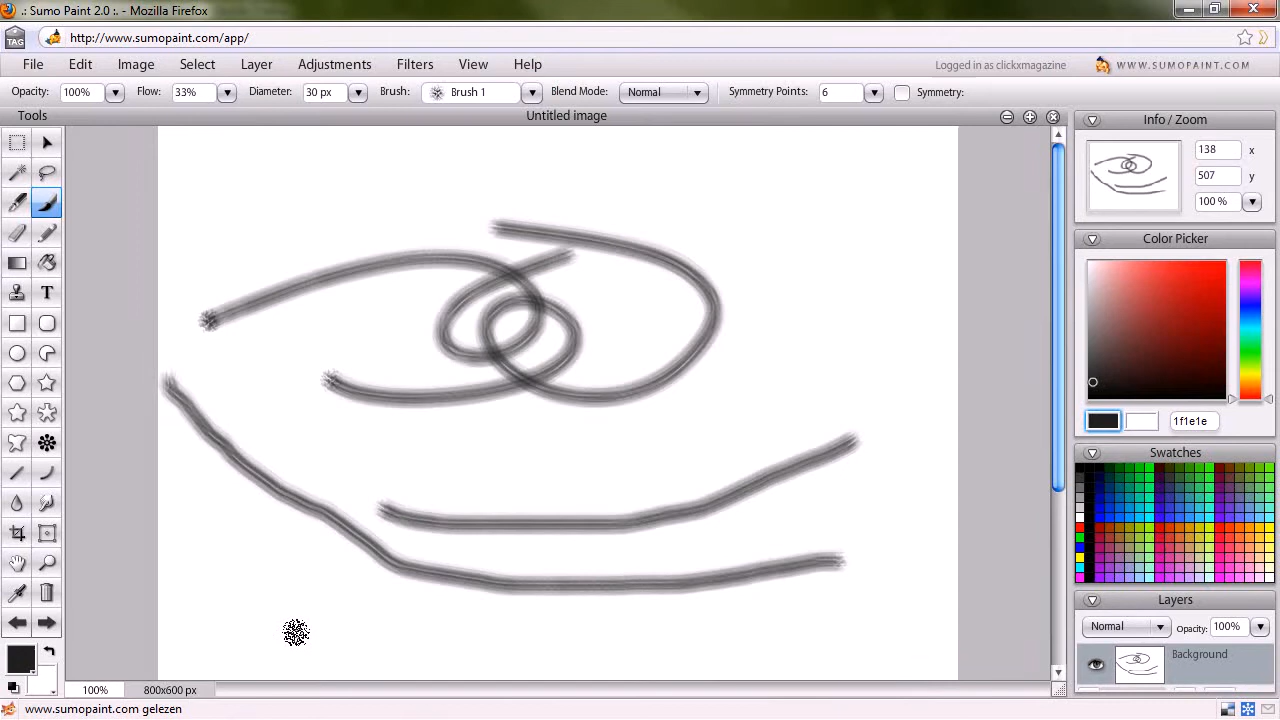 .: Sumo Paint 2.0 :. - Mozilla Firefox
TAG
http://www.sumopaint.com/app/
File Edit Image Select Layer Adjustments Filters View Help
Logged in as clickxmagazine
WWW.SUMOPAINT.COM
Opacity: 100% Flow: 33% Diameter: 30 px Brush: Brush 1 Blend Mode: Normal Symmetry Points: 6 Symmetry:
Tools
Untitled image
Info / Zoom
138 x
507 y
100 %
Color Picker
1f1e1e
Swatches
Layers
Normal Opacity: 100%
Background
T
100% 800x600 px
www.sumopaint.com gelezen